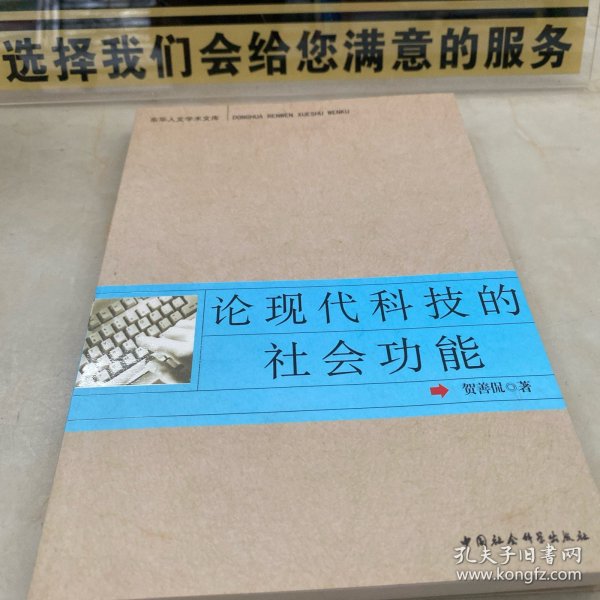 选择我们会给您满意的服务
东华人文学术文库 DONGHUA RENWEN XUESHU WENKU
论现代科技的
社会功能
贺善侃◎著
中国社会科学出版社
孔夫子旧书网
www.kongfz.com